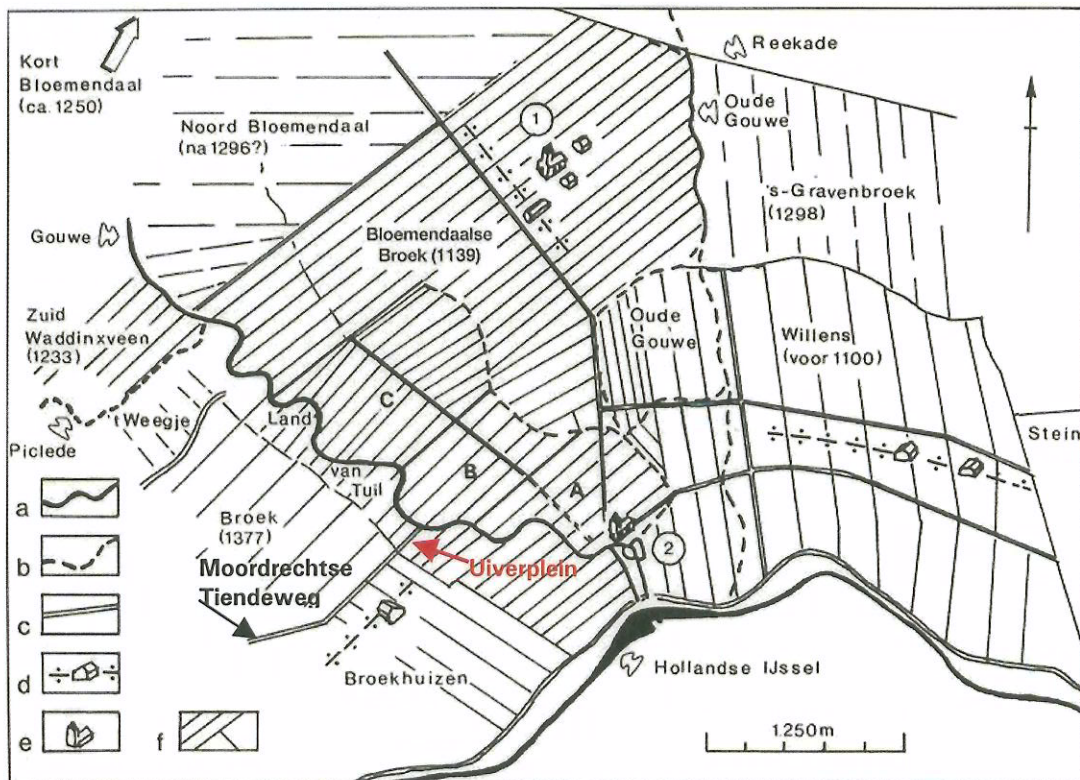 Kort
Bloemendaal
(ca. 1250)
Noord Bloemendaal
(na 1296?)
1
Reekade
Oude
Gouwe
's-Gravenbroek
(1298)
Gouwe
Bloemendaalse
Broek (1139)
Zuid
Waddinxveen
(1233)
Oude
Gouwe
Willens
(voor 1100)
't Weegje
Land
van
Tuil
C
B
A
Stein
Piclede
Broek
(1377)
2
Moordrechtse
Tiendeweg
Uiverplein
Broekhuizen
Hollandse IJssel
1.250m
a
b
c
d
e
f